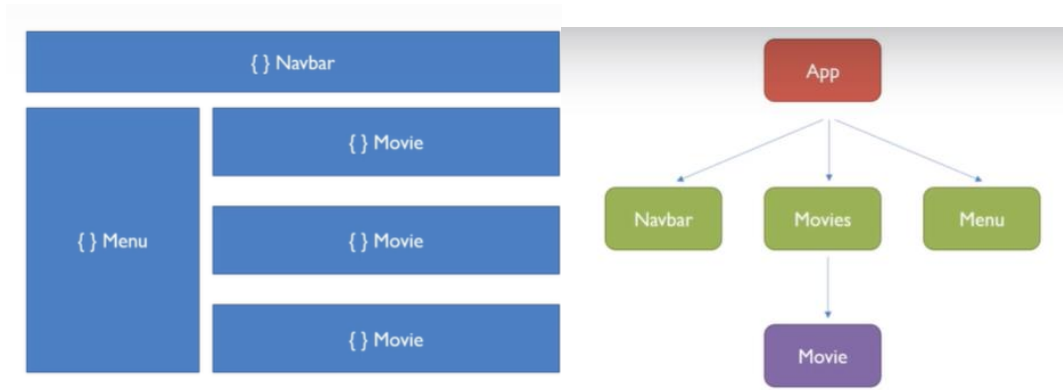 { } Navbar
{ } Menu
{ } Movie
{ } Movie
{ } Movie
App
Navbar
Movies
Menu
Movie